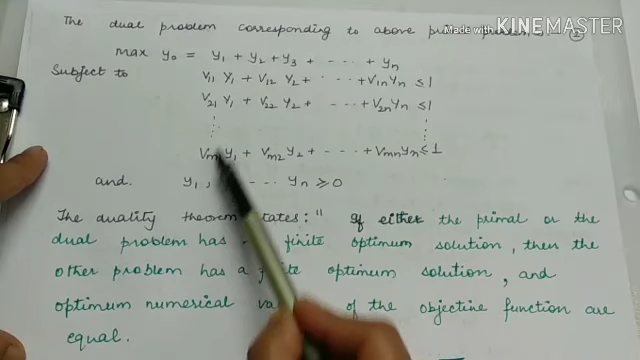 The dual problem corresponding to above
Made with KINEMASTER
max y₀ = y₁ + y₂ + y₃ + - - - + yₙ
Subject to
V₁₁ y₁ + V₁₂ y₂ + - - - + V₁ₙ yₙ ≤ 1
V₂₁ y₁ + V₂₂ y₂ + - - - + V₂ₙ yₙ ≤ 1
Vₘ₁ y₁ + Vₘ₂ y₂ + - - - + Vₘₙ yₙ ≤ 1
and. y₁, - - - yₙ ≥ 0
The duality theorem states: " If either the primal or the
dual problem has finite optimum solution, then the
other problem has a finite optimum solution, and
optimum numerical of the objective function are
equal.